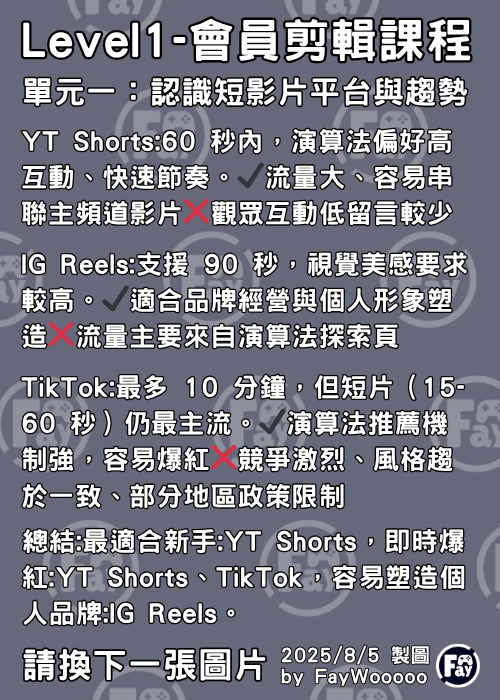 Level1-會員剪輯課程
單元一：認識短影片平台與趨勢
YT Shorts:60 秒內，演算法偏好高
互動、快速節奏。✔流量大、容易串
聯主頻道影片❌觀眾互動低留言較少
IG Reels:支援 90 秒，視覺美感要求
較高。✔適合品牌經營與個人形象塑
造❌流量主要來自演算法探索頁
TikTok:最多 10 分鐘，但短片（15-
60 秒）仍最主流。✔演算法推薦機
制強，容易爆紅❌競爭激烈、風格趨
於一致、部分地區政策限制
總結:最適合新手:YT Shorts，即時爆
紅:YT Shorts、TikTok，容易塑造個
人品牌:IG Reels。
請換下一張圖片
2025/8/5 製圖
by FayWooooo
Fay